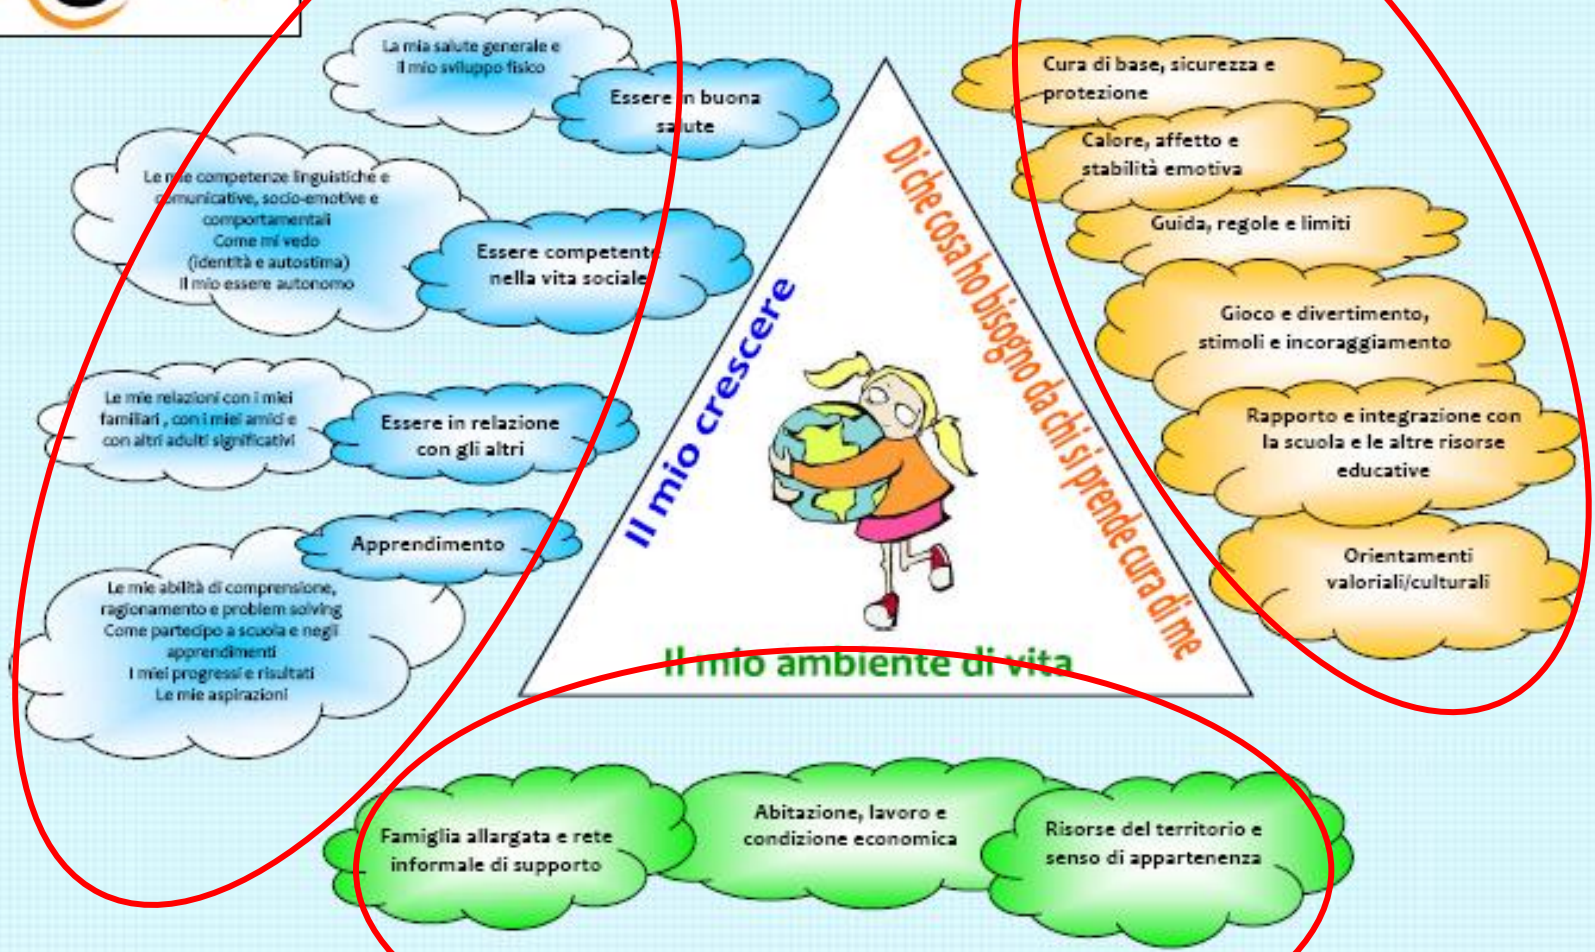 La mia salute generale e
il mio sviluppo fisico
Essere in buona
salute
Le mie competenze linguistiche e
comunicative, socio-emotive e
comportamentali
Come mi vedo
(identità e autostima)
Il mio essere autonomo
Essere competente
nella vita sociale
Le mie relazioni con i miei
familiari , con i miei amici e
con altri adulti significativi
Essere in relazione
con gli altri
Apprendimento
Le mie abilità di comprensione,
ragionamento e problem solving
Come partecipo a scuola e negli
apprendimenti
I miei progressi e risultati
Le mie aspirazioni
Il mio crescere
Di che cosa ho bisogno da chi si prende cura di me
Il mio ambiente di vita
Cura di base, sicurezza e
protezione
Calore, affetto e
stabilità emotiva
Guida, regole e limiti
Gioco e divertimento,
stimoli e incoraggiamento
Rapporto e integrazione con
la scuola e le altre risorse
educative
Orientamenti
valoriali/culturali
Famiglia allargata e rete
informale di supporto
Abitazione, lavoro e
condizione economica
Risorse del territorio e
senso di appartenenza